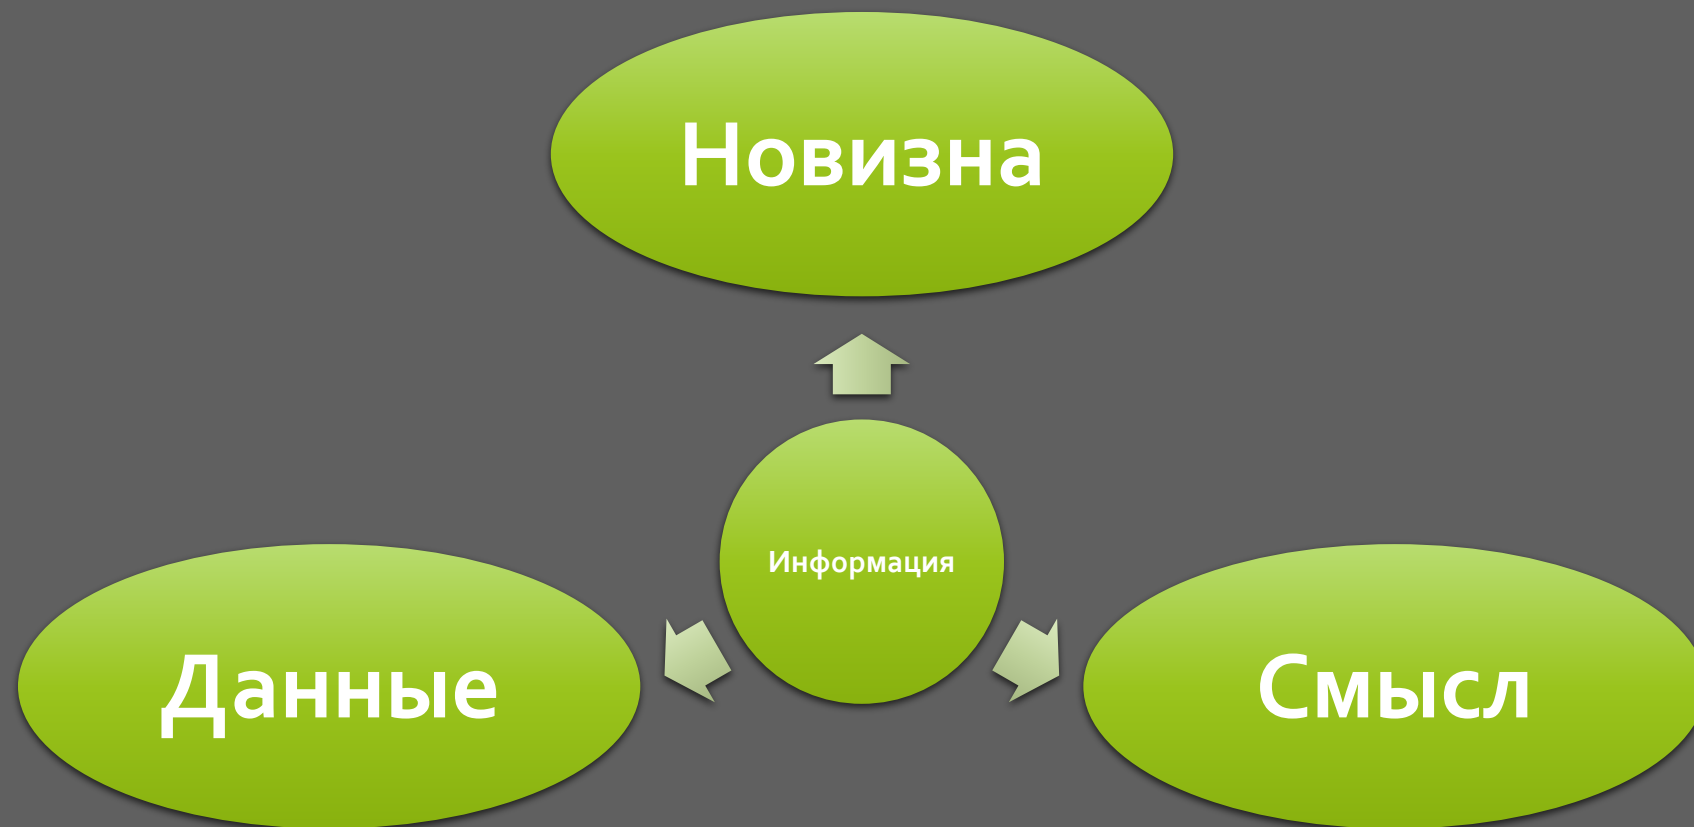 Новизна
Информация
Данные
Смысл